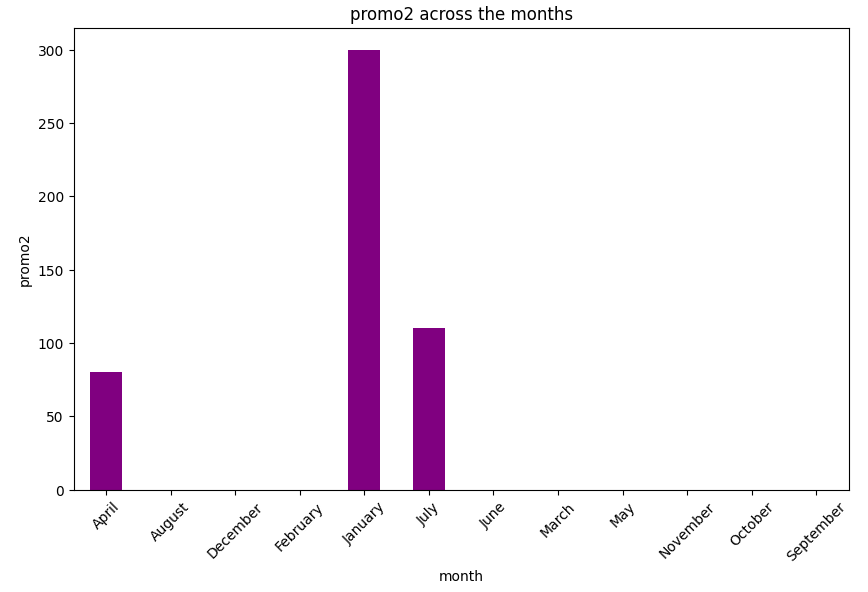 promo2 across the months
300
250
200
150
100
50
0
promo2
April
August
December
February
January
July
June
March
May
November
October
September
month